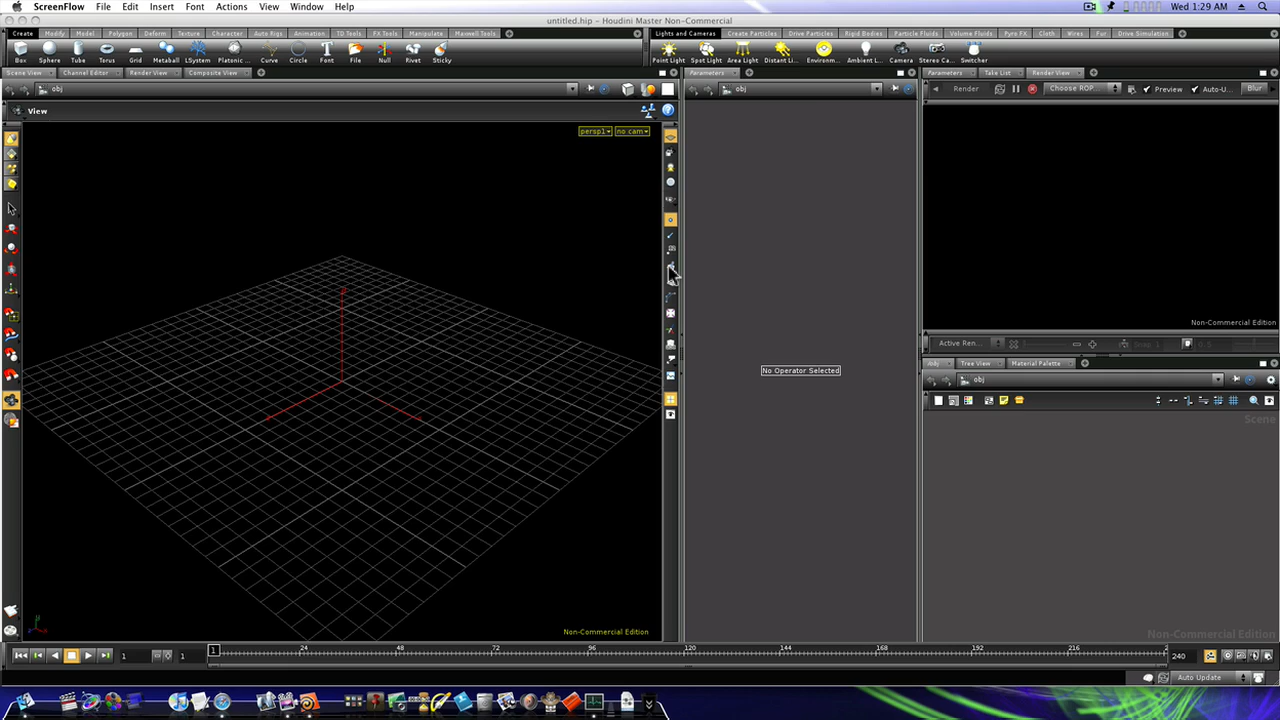 ScreenFlow File Edit Insert Font Actions View Window Help Wed 1:29 AM
untitled.hip - Houdini Master Non-Commercial
Create Modify Model Polygon Deform Texture Character Auto Rigs Animation TD Tools FX Tools Manipulate Maxwell Tools Lights and Cameras Create Particles Drive Particles Rigid Bodies Particle Fluids Volume Fluids Pyro FX Cloth Wires Fur Drive Simulation
Box Sphere Tube Torus Grid Metaball LSystem Platonic ... Curve Circle Font File Null Rivet Sticky Point Light Spot Light Area Light Distant Li... Environm... Ambient L... Camera Stereo Ca... Switcher
Scene View Channel Editor Render View Composite View Parameters Parameters Take List Render View
obj obj Render Choose ROP... Preview Auto-U... Blur
View
persp1 no cam
Non-Commercial Edition
Active Ren...
Snap 1 0.5
Tree View Material Palette
No Operator Selected
obj
Scene
Non-Commercial Edition
Non-Commercial Edition
1 1 1 24 48 72 96 120 144 168 192 216 240
Auto Update